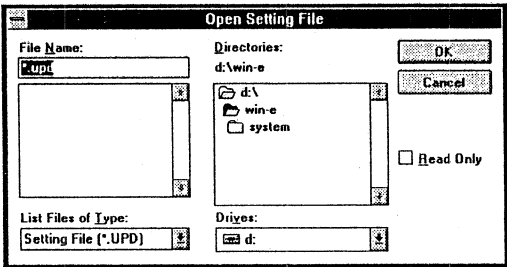 Open Setting File
File Name:
*.upd
Directories:
d:\win-e
OK
Cancel
d:\
win-e
system
Read Only
List Files of Type:
Setting File (*.UPD)
Drives:
d: